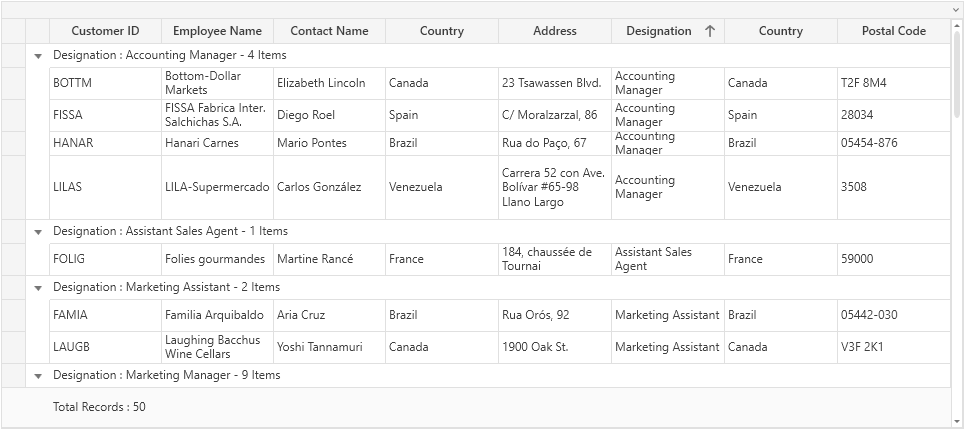 Customer ID Employee Name Contact Name Country Address Designation Country Postal Code
Designation : Accounting Manager - 4 Items
BOTTM Bottom-Dollar Markets Elizabeth Lincoln Canada 23 Tsawassen Blvd. Accounting Manager Canada T2F 8M4
FISSA FISSA Fabrica Inter. Salchichas S.A. Diego Roel Spain C/ Moralzarzal, 86 Accounting Manager Spain 28034
HANAR Hanari Carnes Mario Pontes Brazil Rua do Paço, 67 Accounting Manager Brazil 05454-876
LILAS LILA-Supermercado Carlos González Venezuela Carrera 52 con Ave. Bolívar #65-98 Llano Largo Accounting Manager Venezuela 3508
Designation : Assistant Sales Agent - 1 Items
FOLIG Folies gourmandes Martine Rancé France 184, chaussée de Tournai Assistant Sales Agent France 59000
Designation : Marketing Assistant - 2 Items
FAMIA Familia Arquibaldo Aria Cruz Brazil Rua Orós, 92 Marketing Assistant Brazil 05442-030
LAUGB Laughing Bacchus Wine Cellars Yoshi Tannamuri Canada 1900 Oak St. Marketing Assistant Canada V3F 2K1
Designation : Marketing Manager - 9 Items
Total Records : 50